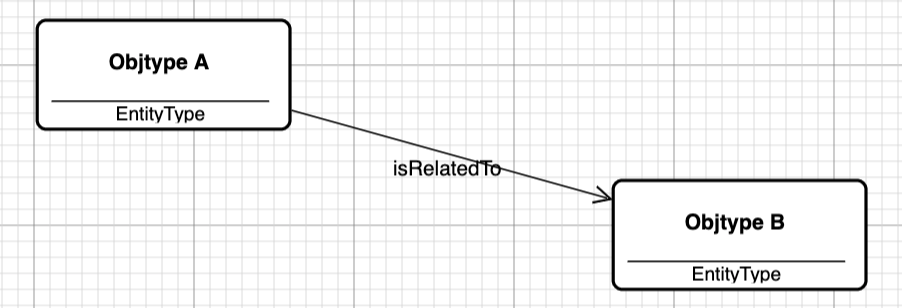 Objtype A
EntityType
isRelatedTo
Objtype B
EntityType